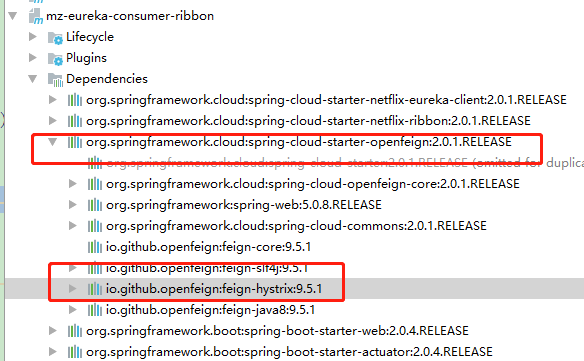 mz-eureka-consumer-ribbon
Lifecycle
Plugins
Dependencies
org.springframework.cloud:spring-cloud-starter-netflix-eureka-client:2.0.1.RELEASE
org.springframework.cloud:spring-cloud-starter-netflix-ribbon:2.0.1.RELEASE
org.springframework.cloud:spring-cloud-starter-openfeign:2.0.1.RELEASE
org.springframework.cloud:spring-cloud-starter:2.0.1.RELEASE (omitted for duplica
org.springframework.cloud:spring-cloud-openfeign-core:2.0.1.RELEASE
org.springframework:spring-web:5.0.8.RELEASE
org.springframework.cloud:spring-cloud-commons:2.0.1.RELEASE
io.github.openfeign:feign-core:9.5.1
io.github.openfeign:feign-slf4j:9.5.1
io.github.openfeign:feign-hystrix:9.5.1
io.github.openfeign:feign-java8:9.5.1
org.springframework.boot:spring-boot-starter-web:2.0.4.RELEASE
org.springframework.boot:spring-boot-starter-actuator:2.0.4.RELEASE